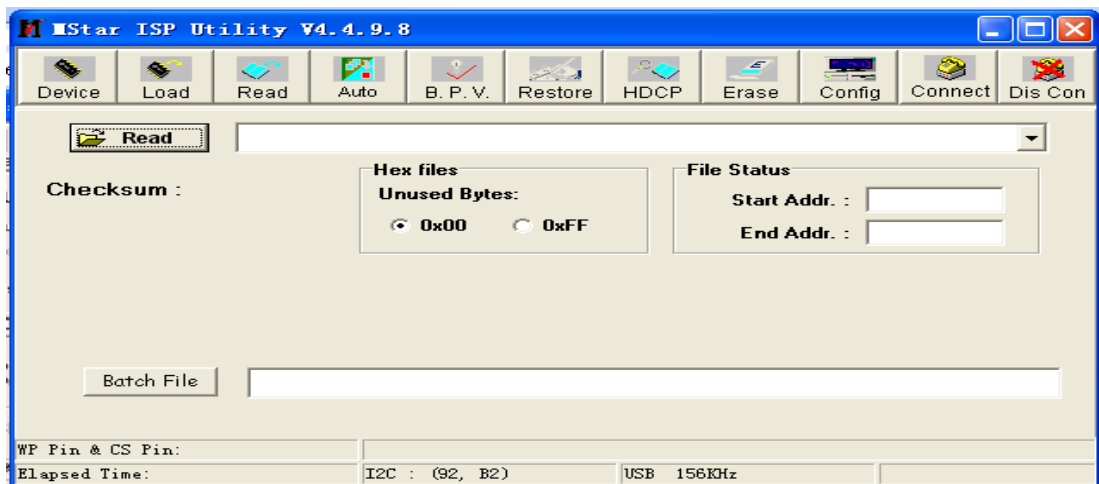 MStar ISP Utility V4.4.9.8
Device Load Read Auto B. P. V. Restore HDCP Erase Config Connect Dis Con
Read
Checksum :
Hex files
Unused Bytes:
0x00 0xFF
File Status
Start Addr. :
End Addr. :
Batch File
WP Pin & CS Pin:
Elapsed Time: I2C : (92, B2) USB 156KHz